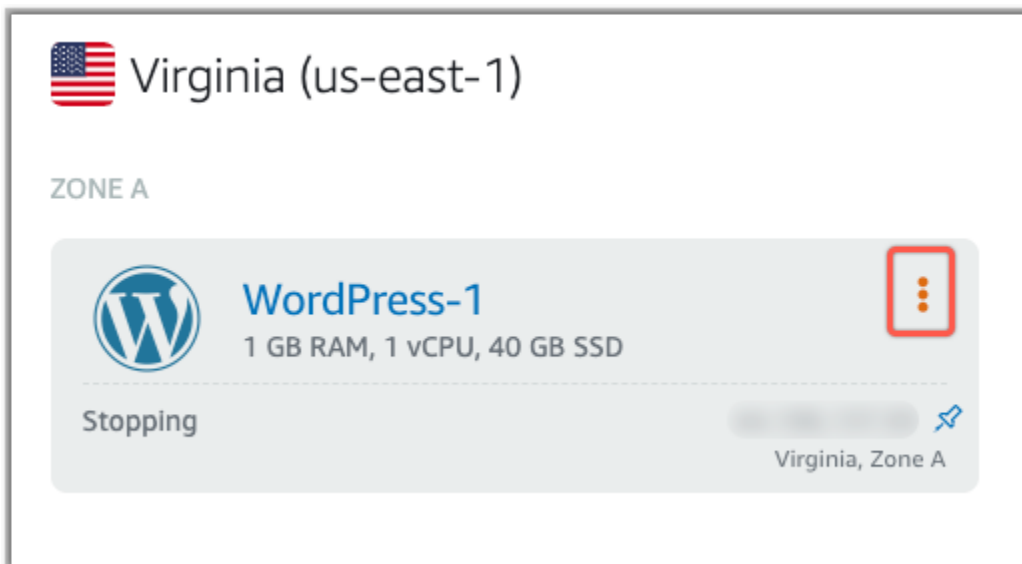 Virginia (us-east-1)
ZONE A
WordPress-1
1 GB RAM, 1 vCPU, 40 GB SSD
Stopping
Virginia, Zone A